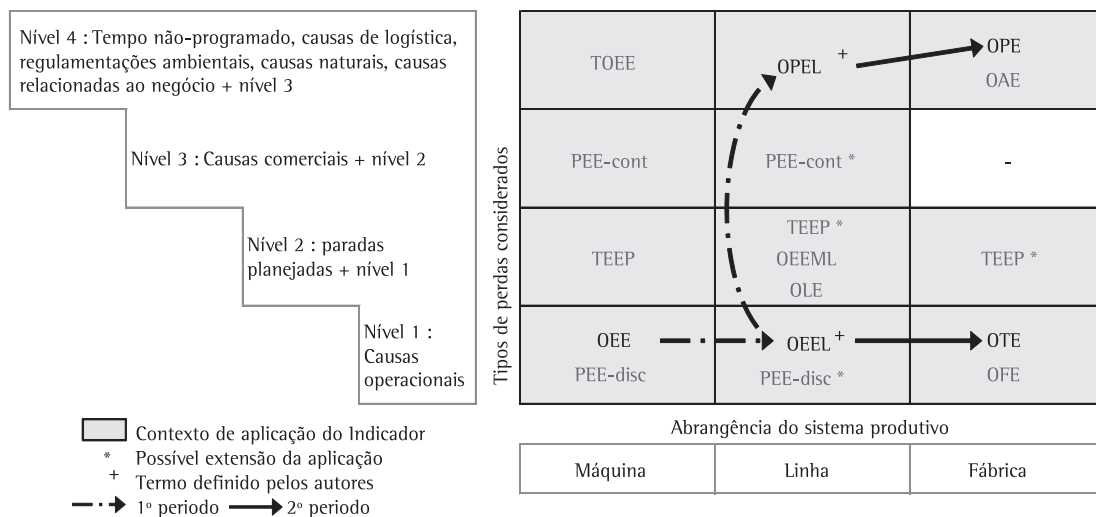 Nível 4 : Tempo não-programado, causas de logística,
regulamentações ambientais, causas naturais, causas
relacionadas ao negócio + nível 3
Nível 3 : Causas comerciais + nível 2
Nível 2 : paradas
planejadas + nível 1
Nível 1 :
Causas
operacionais
Tipos de perdas considerados
TOEE
OPEL +
OPE
OAE
PEE-cont
PEE-cont *
-
TEEP
TEEP *
OEEML
OLE
TEEP *
OEE
PEE-disc
OEEL +
PEE-disc *
OTE
OFE
Abrangência do sistema produtivo
Máquina
Linha
Fábrica
Contexto de aplicação do Indicador
* Possível extensão da aplicação
+ Termo definido pelos autores
1º periodo
2º periodo